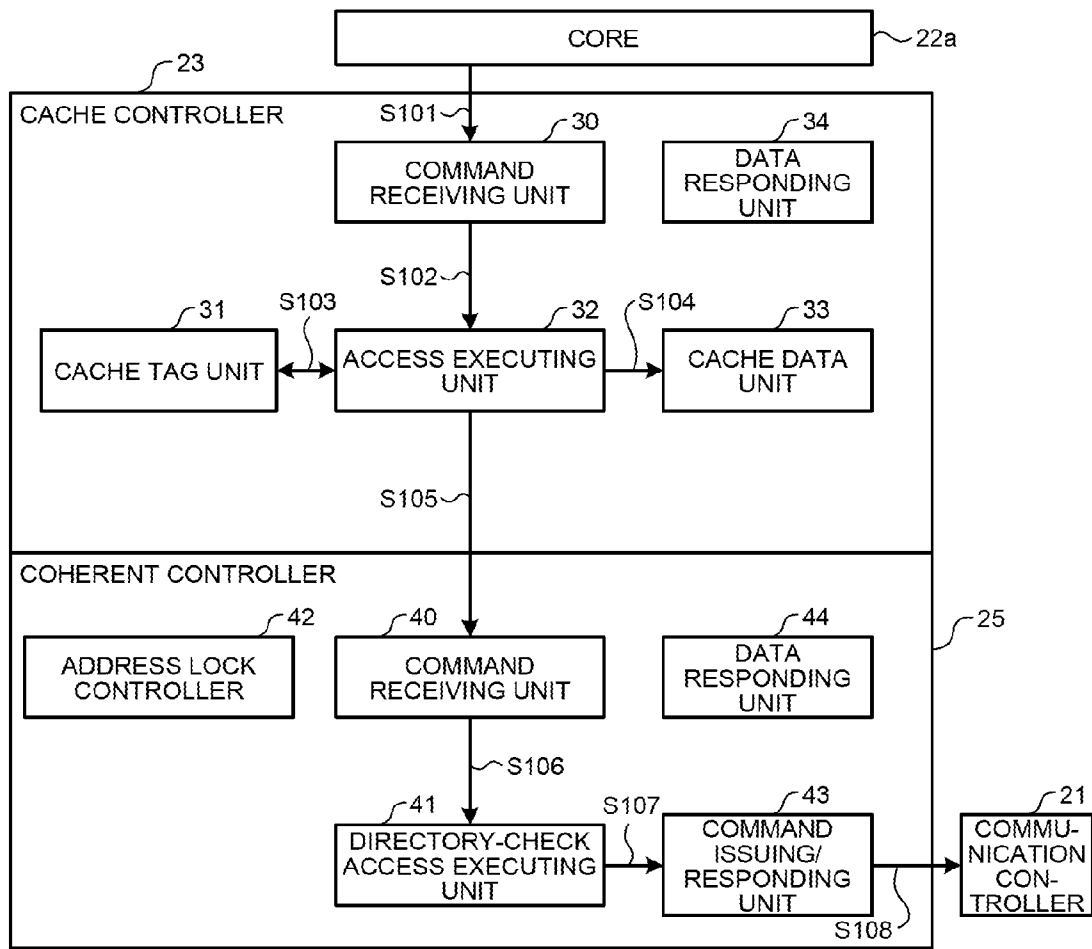 CORE
22a
23
CACHE CONTROLLER
S101
30
34
COMMAND
RECEIVING UNIT
DATA
RESPONDING
UNIT
S102
31
S103
32
S104
33
CACHE TAG UNIT
ACCESS EXECUTING
UNIT
CACHE DATA
UNIT
S105
COHERENT CONTROLLER
42
40
44
25
ADDRESS LOCK
CONTROLLER
COMMAND
RECEIVING UNIT
DATA
RESPONDING UNIT
S106
41
S107
43
21
DIRECTORY-CHECK
ACCESS EXECUTING
UNIT
COMMAND
ISSUING/
RESPONDING UNIT
COMMU-
NICATION
CON-
TROLLER
S108